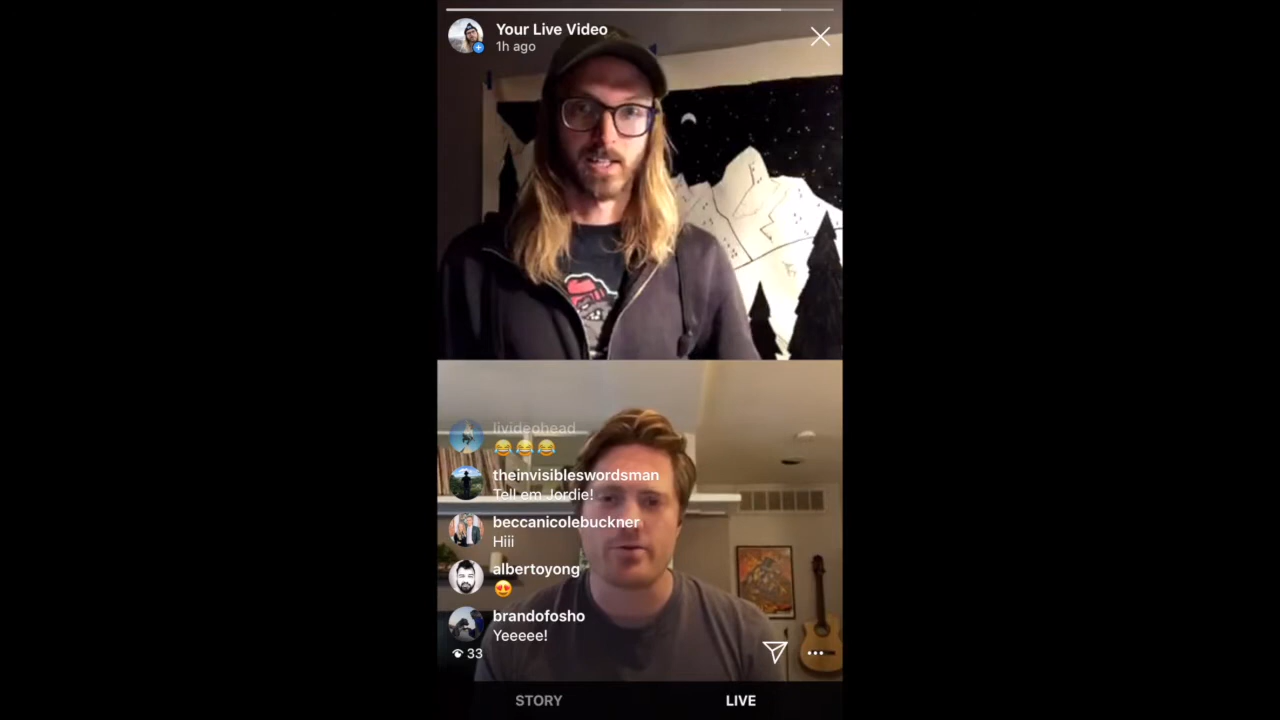 Your Live Video
1h ago
livideohead
😂😂😂
theinvisibleswordsman
Tell em Jordie!
beccanicolebuckner
Hiii
albertoyong
😍
brandofosho
Yeeeee!
33
STORY
LIVE